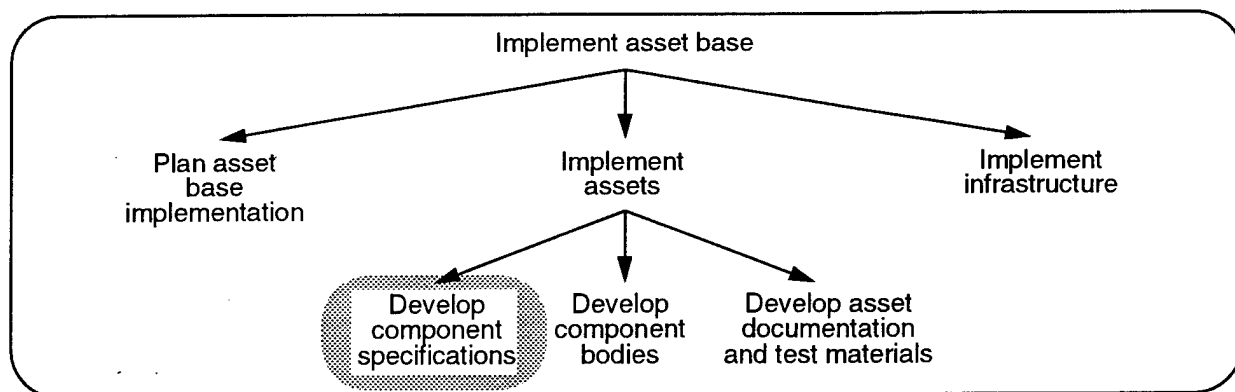 Implement asset base
Plan asset
base
implementation
Implement
assets
Implement
infrastructure
Develop
component
specifications
Develop
component
bodies
Develop asset
documentation
and test materials